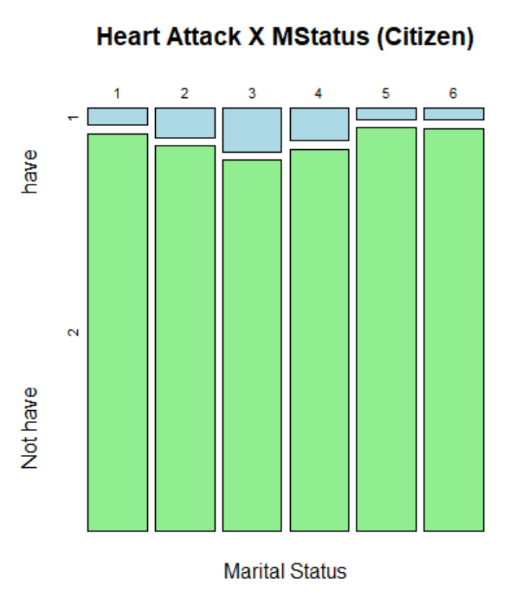 Heart Attack X MStatus (Citizen)
1 2 3 4 5 6
1
have
2
Not have
Marital Status